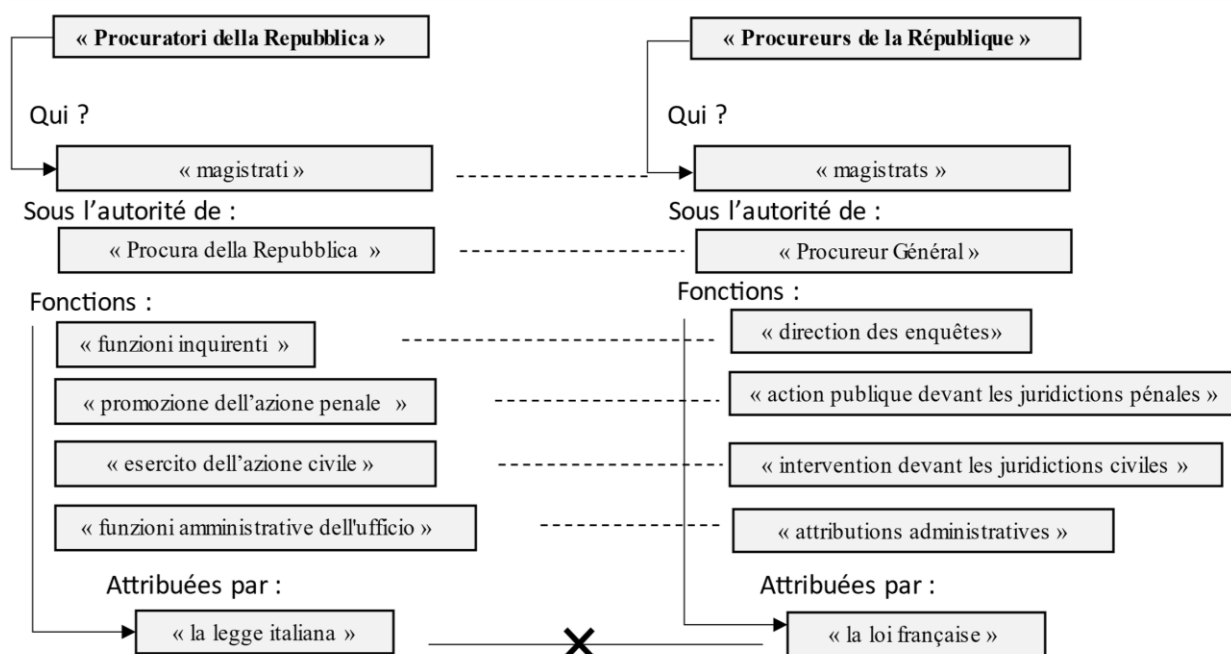 « Procuratori della Repubblica »
« Procureurs de la République »
Qui ?
Qui ?
« magistrati »
« magistrats »
Sous l’autorité de :
Sous l’autorité de :
« Procura della Repubblica »
« Procureur Général »
Fonctions :
Fonctions :
« funzioni inquirenti »
« direction des enquêtes»
« promozione dell’azione penale »
« action publique devant les juridictions pénales »
« esercito dell’azione civile »
« intervention devant les juridictions civiles »
« funzioni amministrative dell'ufficio »
« attributions administratives »
Attribuées par :
Attribuées par :
« la legge italiana »
« la loi française »